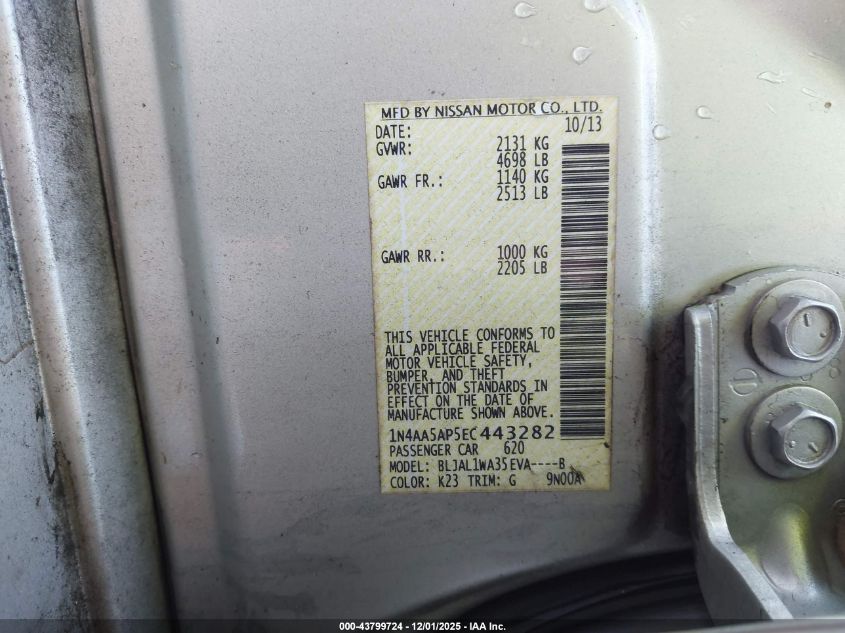 MFD BY NISSAN MOTOR CO., LTD.
DATE: 10/13
GVWR: 2131 KG
4698 LB
GAWR FR.: 1140 KG
2513 LB
GAWR RR.: 1000 KG
2205 LB
THIS VEHICLE CONFORMS TO
ALL APPLICABLE FEDERAL
MOTOR VEHICLE SAFETY,
BUMPER, AND THEFT
PREVENTION STANDARDS IN
EFFECT ON THE DATE OF
MANUFACTURE SHOWN ABOVE.
1N4AA5AP5EC443282
PASSENGER CAR 620
MODEL: BLJAL1WA35EVA----B
COLOR: K23 TRIM: G 9N00A
000-43799724 - 12/01/2025 - IAA Inc.